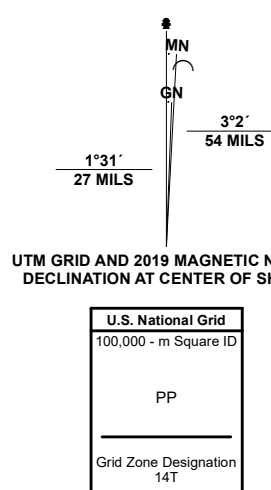 MN
GN
3°2´
54 MILS
1°31´
27 MILS
UTM GRID AND 2019 MAGNETIC N
DECLINATION AT CENTER OF SH
U.S. National Grid
100,000 - m Square ID
PP
Grid Zone Designation
14T